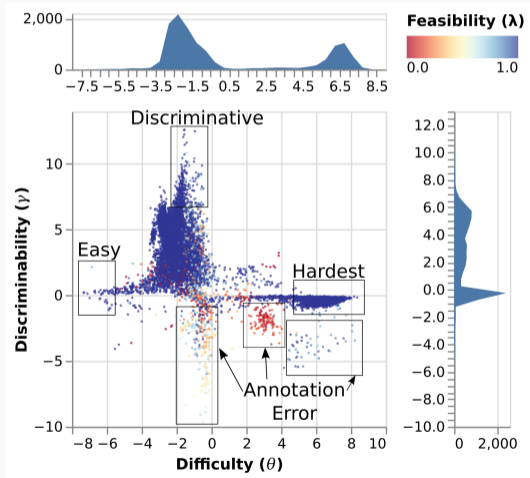 2,000
0
−7.5 −5.5 −3.5 −1.5 0.5 2.5 4.5 6.5 8.5
Feasibility (λ)
0.0 1.0
Discriminative
Easy
Hardest
Annotation
Error
10
5
0
−5
−10
Discriminability (γ)
−8 −6 −4 −2 0 2 4 6 8 10
Difficulty (θ)
12.0
10.0
8.0
6.0
4.0
2.0
0.0
−2.0
−4.0
−6.0
−8.0
−10.0
0 2,000